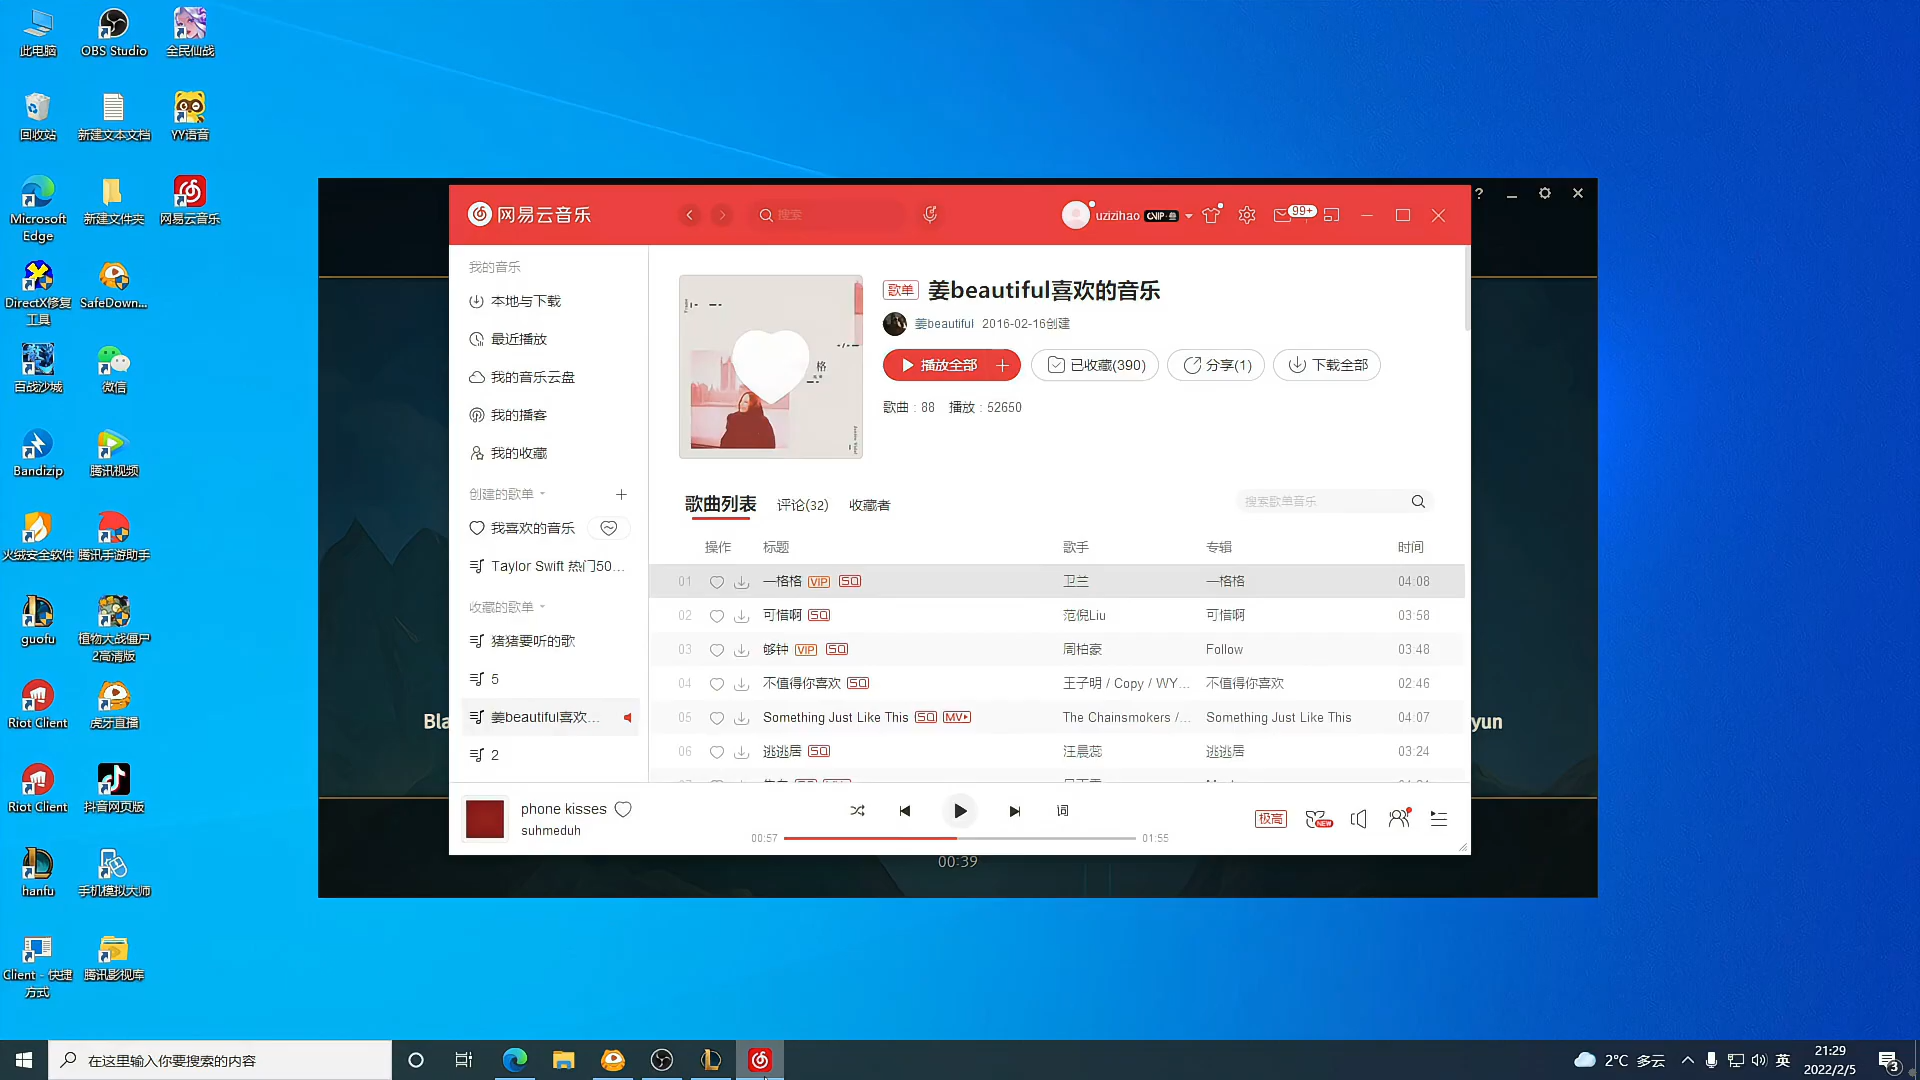 此电脑
OBS Studio
全民仙战
回收站
新建文本文档
YY语音
Microsoft
Edge
新建文件夹
网易云音乐
DirectX修复
工具
SafeDown...
百战沙城
微信
Bandizip
腾讯视频
火绒安全软件
腾讯手游助手
guofu
植物大战僵尸
2高清版
Riot Client
虎牙直播
Riot Client
抖音网页版
hanfu
手机模拟大师
Client - 快捷
方式
腾讯影视库
网易云音乐
搜索
uzizihao
99+
我的音乐
本地与下载
最近播放
我的音乐云盘
我的播客
我的收藏
创建的歌单
我喜欢的音乐
Taylor Swift 热门50...
收藏的歌单
猪猪要听的歌
5
姜beautiful喜欢...
2
歌单 姜beautiful喜欢的音乐
姜beautiful 2016-02-16创建
播放全部
已收藏(390)
分享(1)
下载全部
歌曲 : 88 播放 : 52650
歌曲列表 评论(32) 收藏者
搜索歌单音乐
操作 标题 歌手 专辑 时间
01 一格格 VIP SQ 卫兰 一格格 04:08
02 可惜啊 SQ 范倪Liu 可惜啊 03:58
03 够钟 VIP SQ 周柏豪 Follow 03:48
04 不值得你喜欢 SQ 王子明 / Copy / WY... 不值得你喜欢 02:46
05 Something Just Like This SQ MV The Chainsmokers /... Something Just Like This 04:07
06 逃逃居 SQ 汪晨蕊 逃逃居 03:24
phone kisses
suhmeduh
词
00:57
01:55
极高
NEW
Bla
yun
00:39
在这里输入你要搜索的内容
2°C 多云
英
21:29
2022/2/5
3